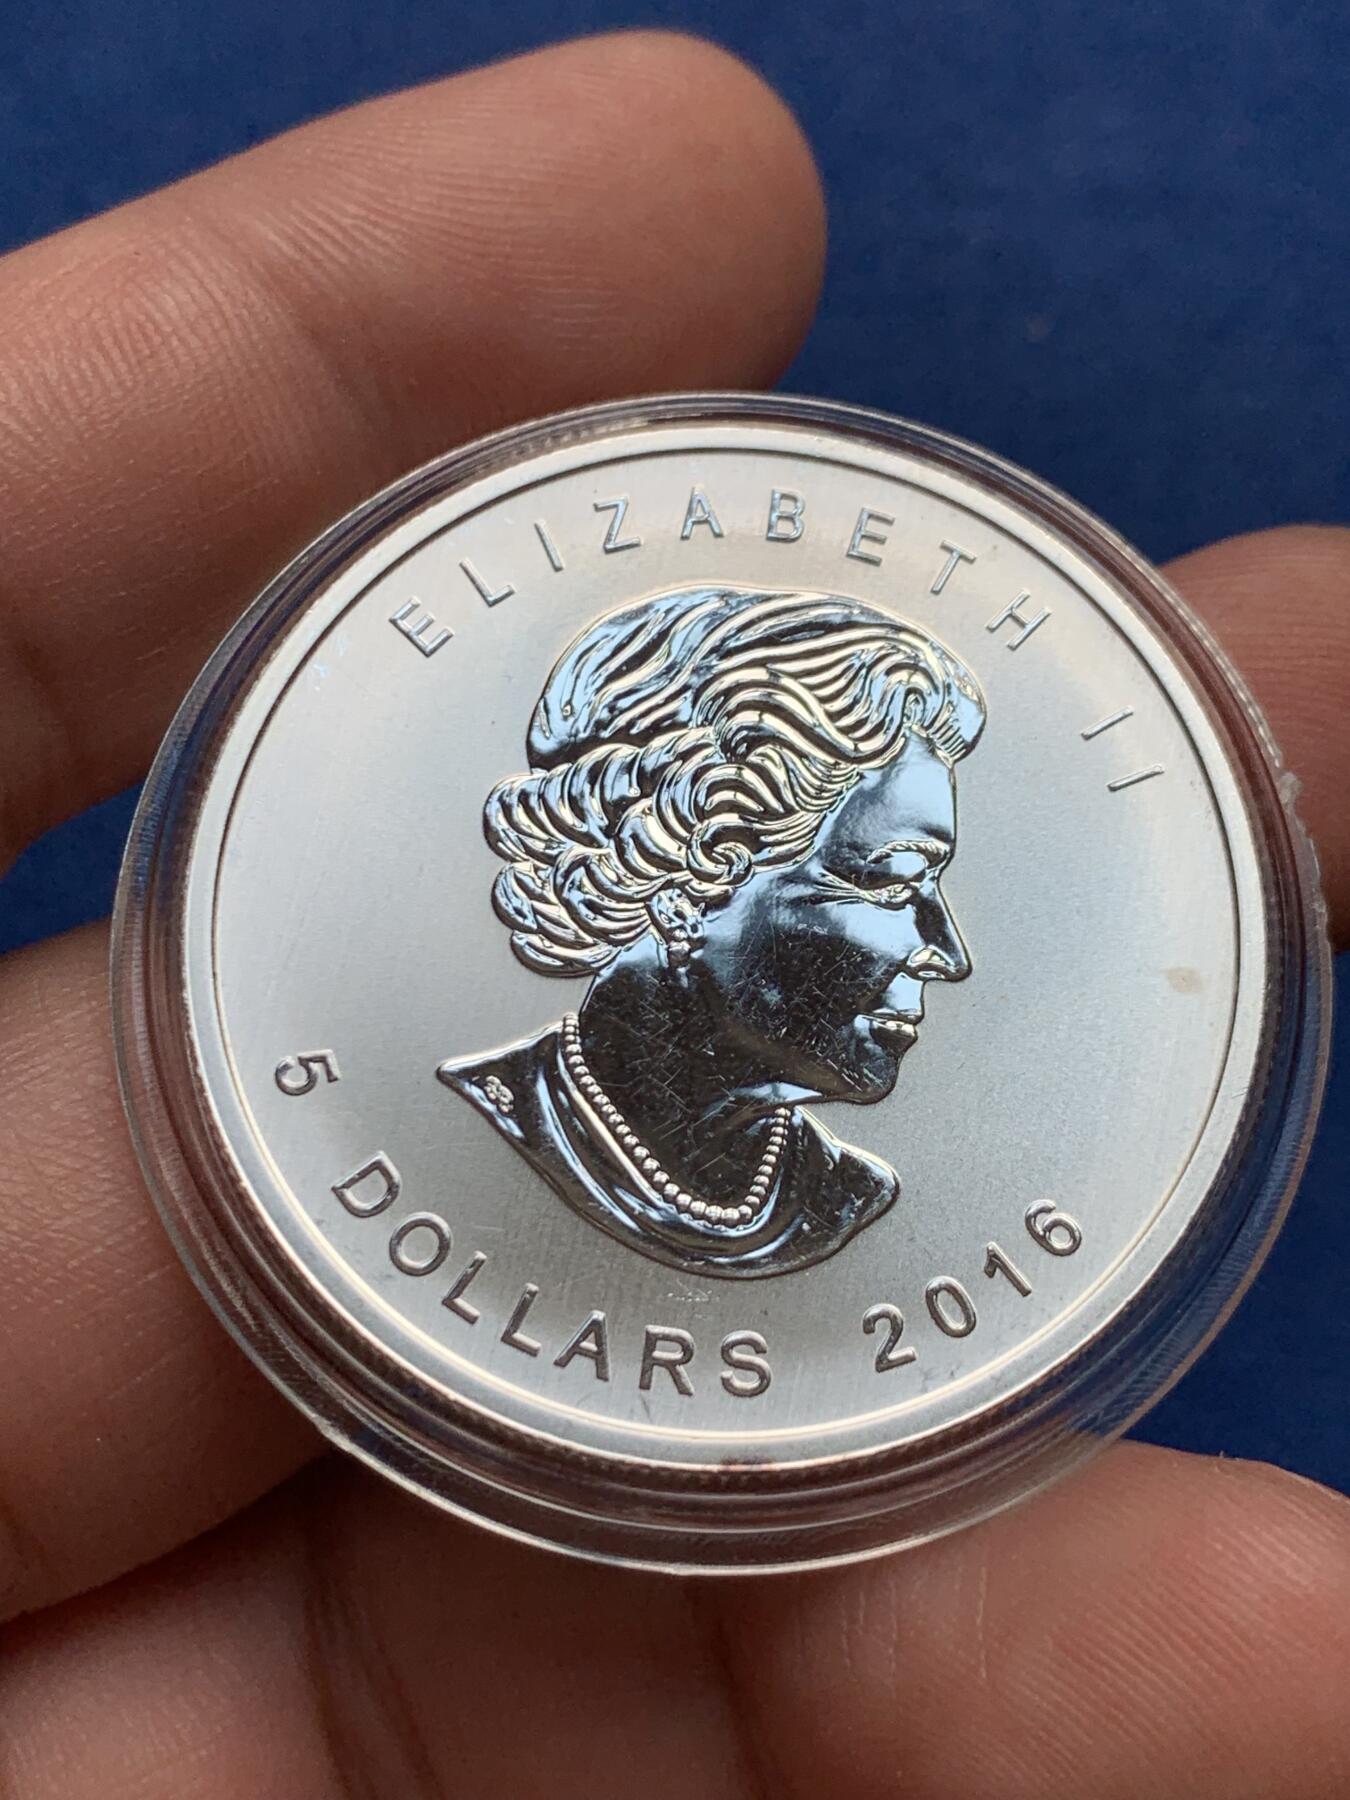 ELIZABETH II
5 DOLLARS 2016